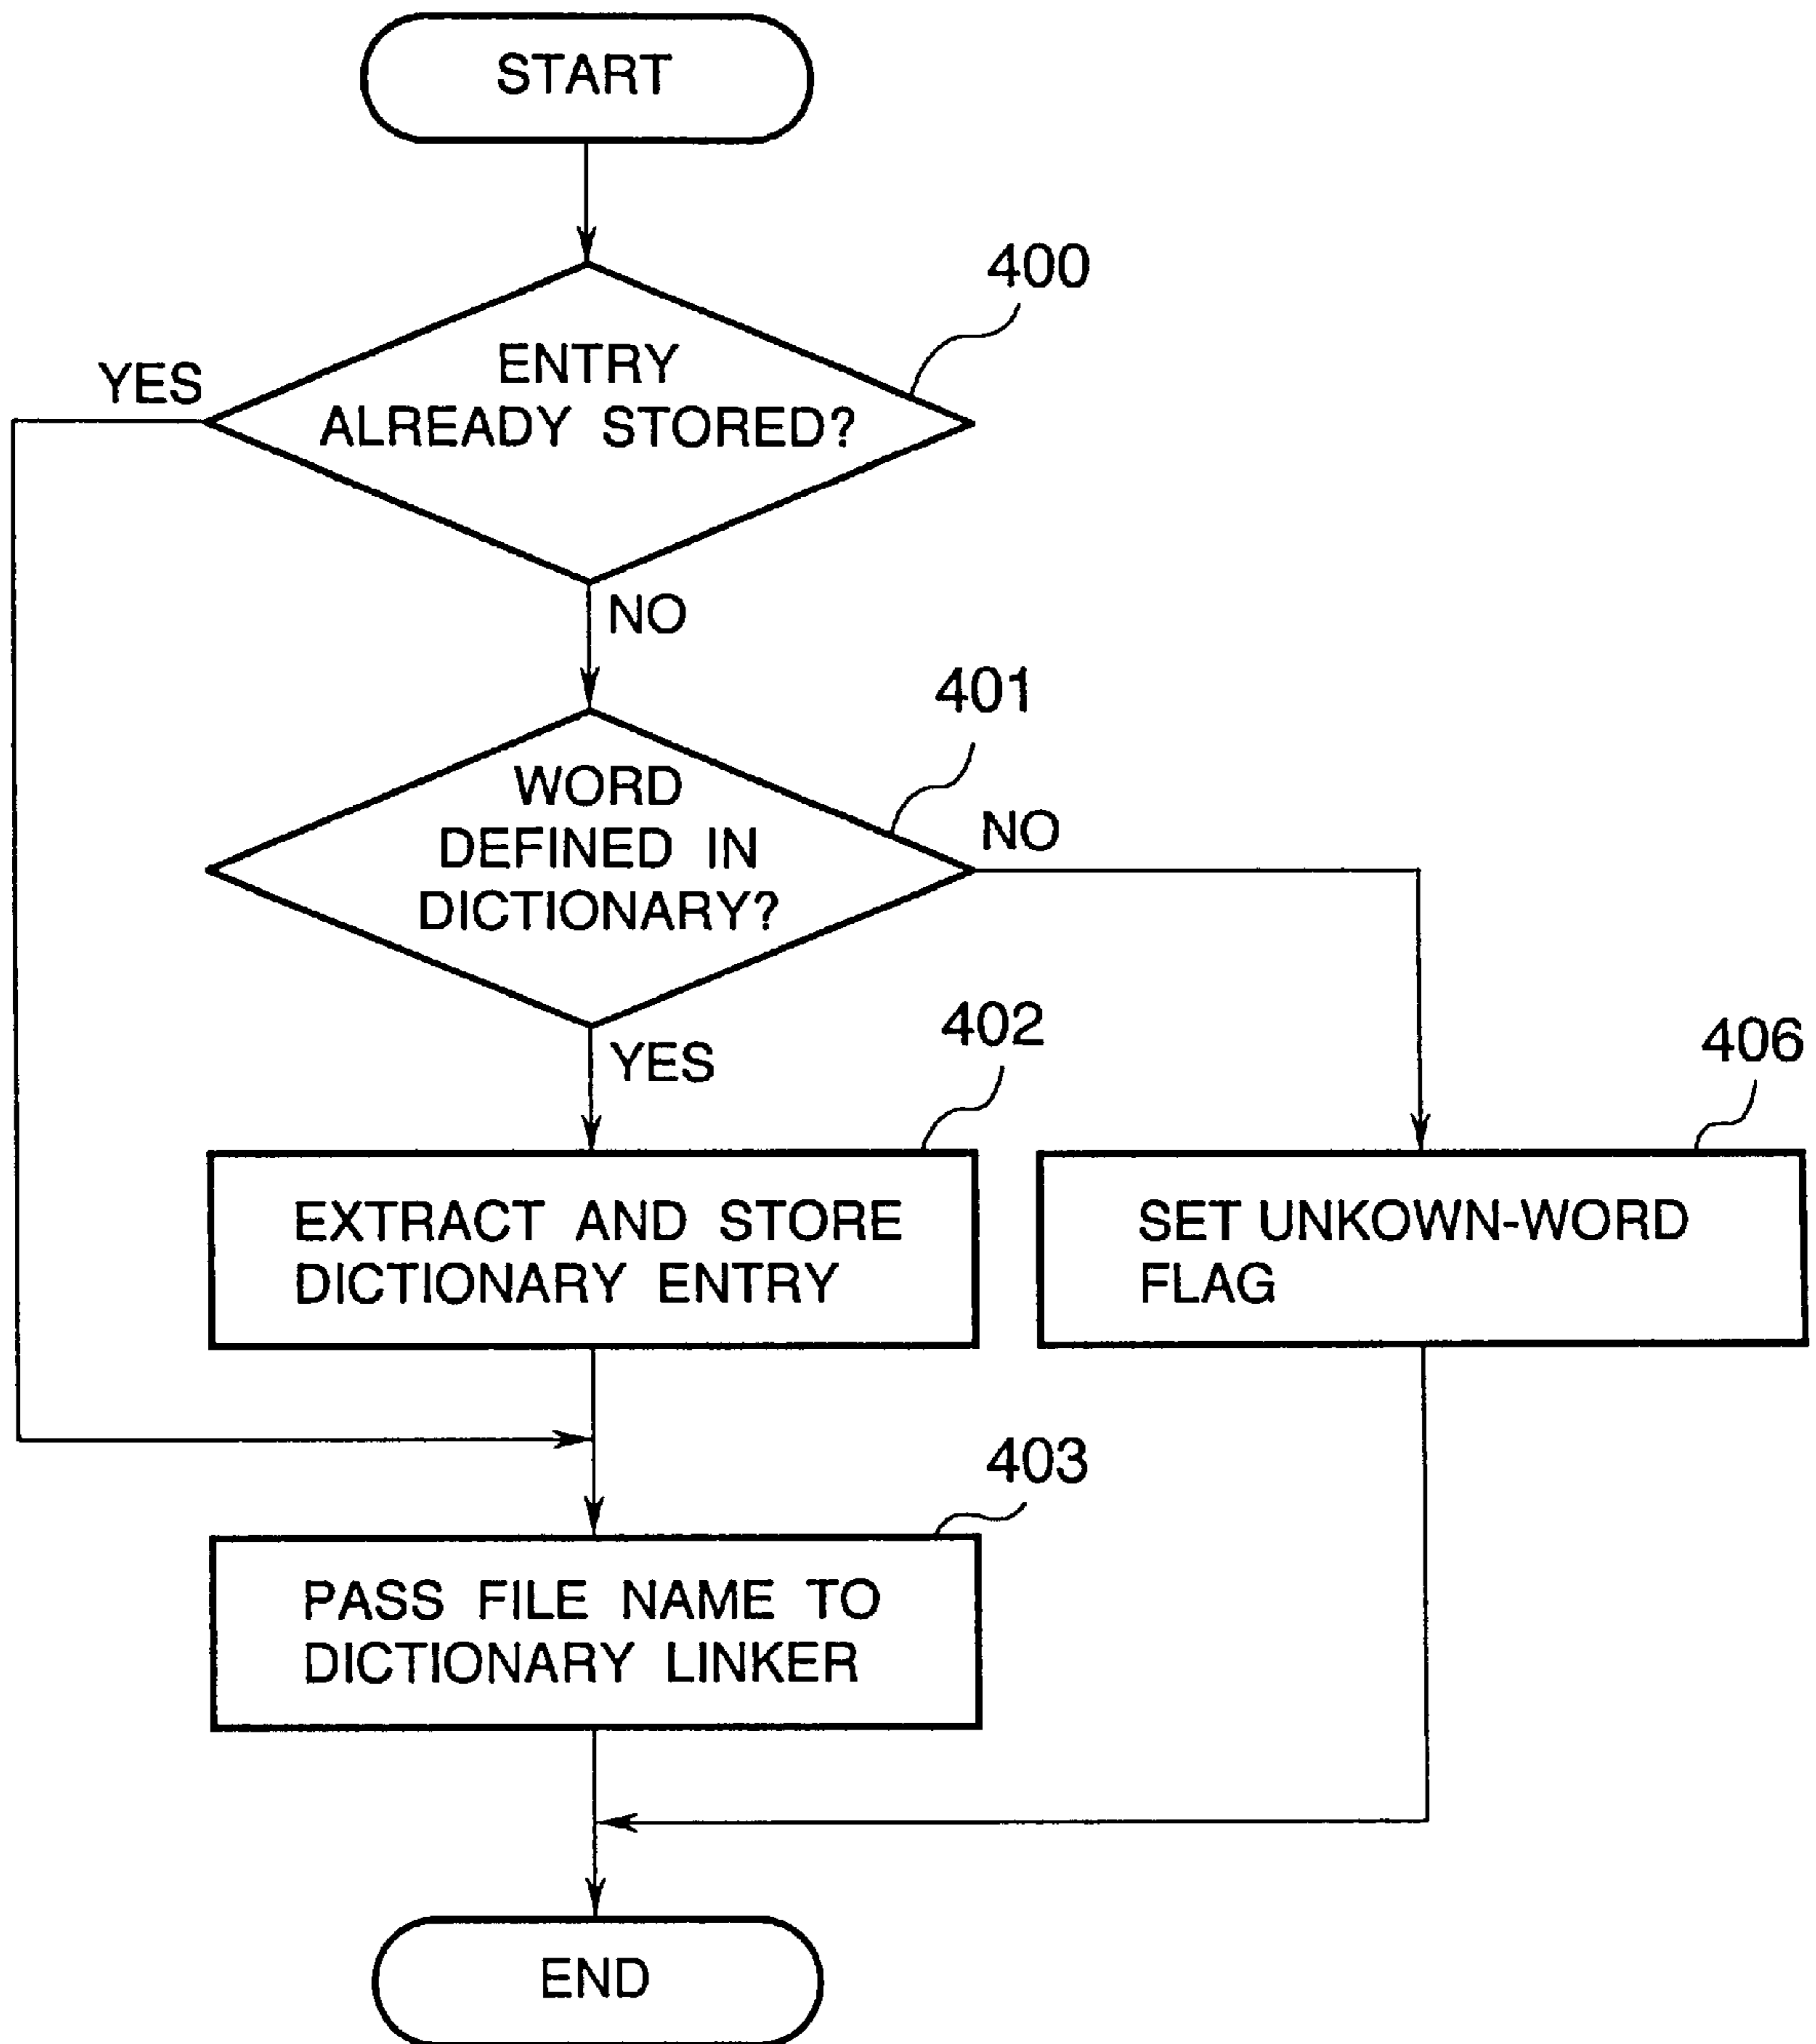 START
400
YES
ENTRY
ALREADY STORED?
NO
401
WORD
DEFINED IN
DICTIONARY?
NO
YES
402
406
EXTRACT AND STORE
DICTIONARY ENTRY
SET UNKOWN-WORD
FLAG
403
PASS FILE NAME TO
DICTIONARY LINKER
END